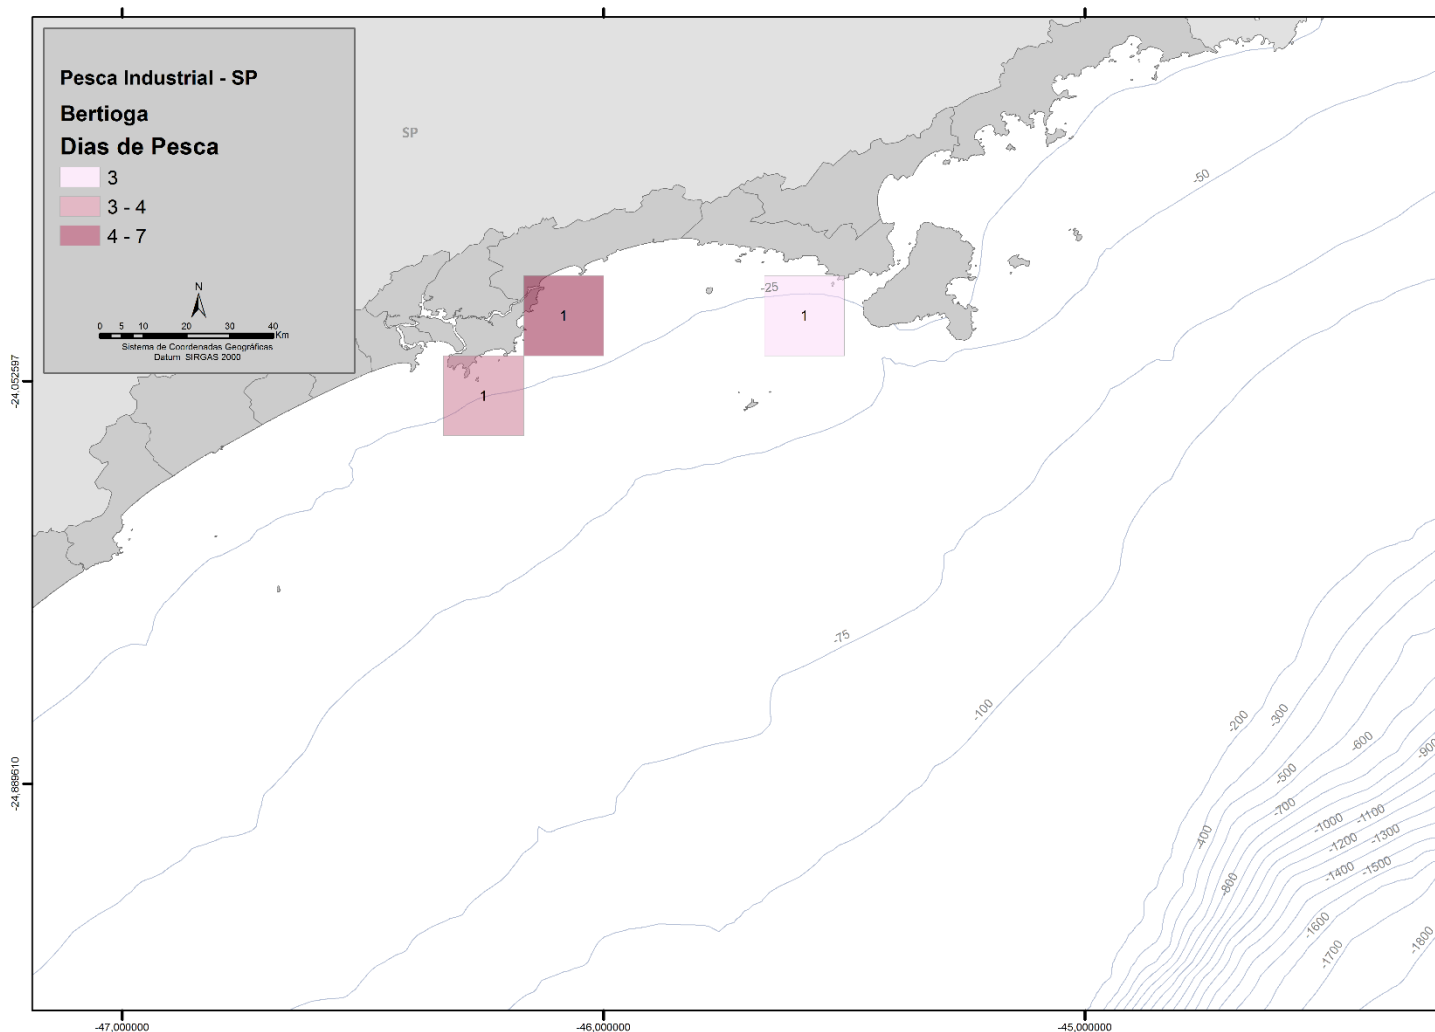 Pesca Industrial - SP
Bertioga
Dias de Pesca
3
3 - 4
4 - 7
N
0 5 10 20 30 40
Km
Sistema de Coordenadas Geográficas
Datum SIRGAS 2000
SP
-50
-25
1
1
1
-75
-100
-200
-300
-600
-900
-500
-700
-400
-1000
-1100
-1200
-1300
-800
-1400
-1500
-1600
-1700
-1800
-24,052597
-24,889610
-47,000000
-46,000000
-45,000000